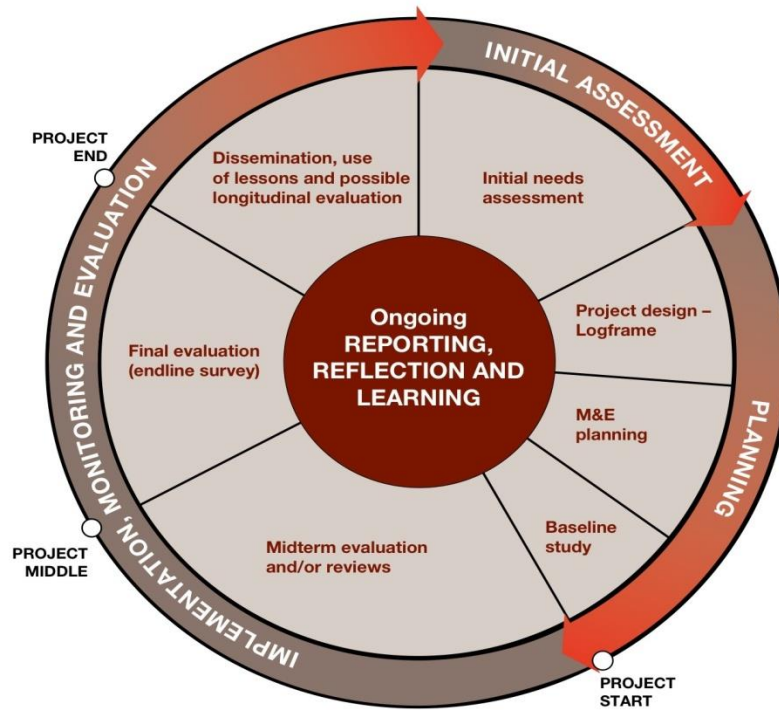 INITIAL ASSESSMENT
PROJECT
END
Dissemination, use
of lessons and possible
longitudinal evaluation
Initial needs
assessment
Project design –
Logframe
Ongoing
REPORTING,
REFLECTION AND
LEARNING
Final evaluation
(endline survey)
M&E
planning
PLANNING
Baseline
study
Midterm evaluation
and/or reviews
PROJECT
MIDDLE
IMPLEMENTATION, MONITORING AND EVALUATION
PROJECT
START